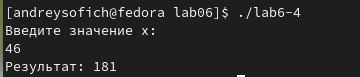 [andreysofich@fedora lab06]$ ./lab6-4
Введите значение x:
46
Результат: 181